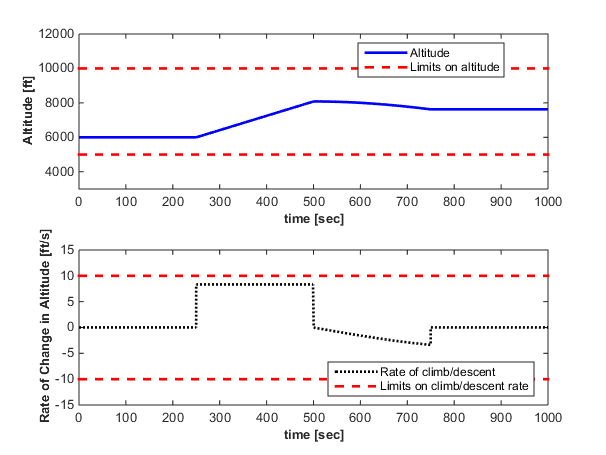 Altitude [ft]
12000
10000
8000
6000
4000
Altitude
Limits on altitude
0 100 200 300 400 500 600 700 800 900 1000
time [sec]
Rate of Change in Altitude [ft/s]
15
10
5
0
-5
-10
-15
Rate of climb/descent
Limits on climb/descent rate
0 100 200 300 400 500 600 700 800 900 1000
time [sec]